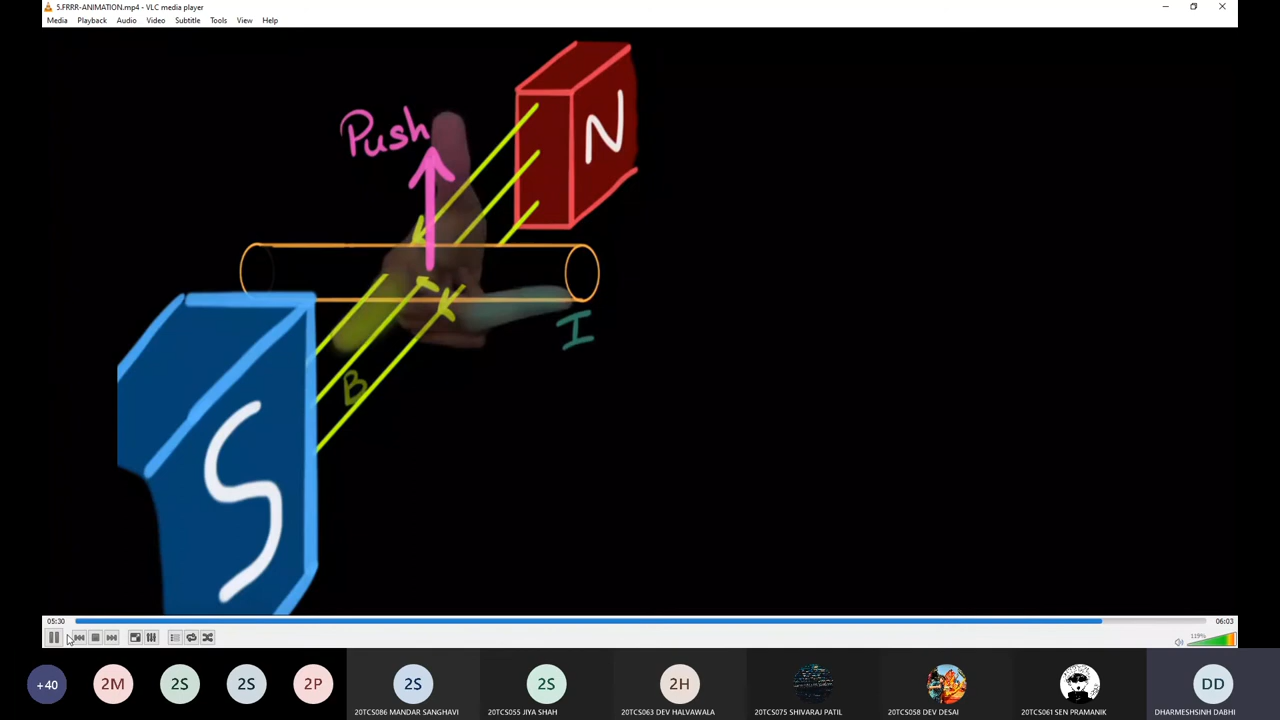 5.FRRR-ANIMATION.mp4 - VLC media player
Media Playback Audio Video Subtitle Tools View Help
N
Push
I
B
S
05:30
06:03
119%
+40 2M 2S 2S 2P 2S 2S 2H DD
20TCS086 MANDAR SANGHAVI 20TCS055 JIYA SHAH 20TCS063 DEV HALVAWALA 20TCS075 SHIVARAJ PATIL 20TCS058 DEV DESAI 20TCS061 SEN PRAMANIK DHARMESHSINH DABHI